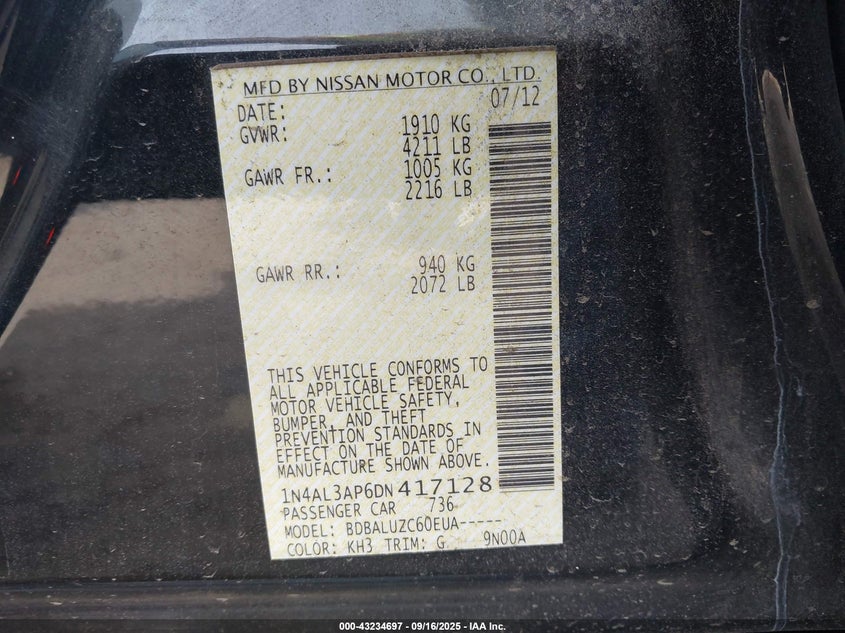 MFD BY NISSAN MOTOR CO., LTD.
DATE: 07/12
GVWR: 1910 KG
4211 LB
GAWR FR.: 1005 KG
2216 LB
GAWR RR.: 940 KG
2072 LB
THIS VEHICLE CONFORMS TO
ALL APPLICABLE FEDERAL
MOTOR VEHICLE SAFETY,
BUMPER, AND THEFT
PREVENTION STANDARDS IN
EFFECT ON THE DATE OF
MANUFACTURE SHOWN ABOVE.
1N4AL3AP6DN417128
PASSENGER CAR 736
MODEL: BDBALUZC60EUA-----
COLOR: KH3 TRIM: G 9N00A
000-43234697 - 09/16/2025 - IAA Inc.